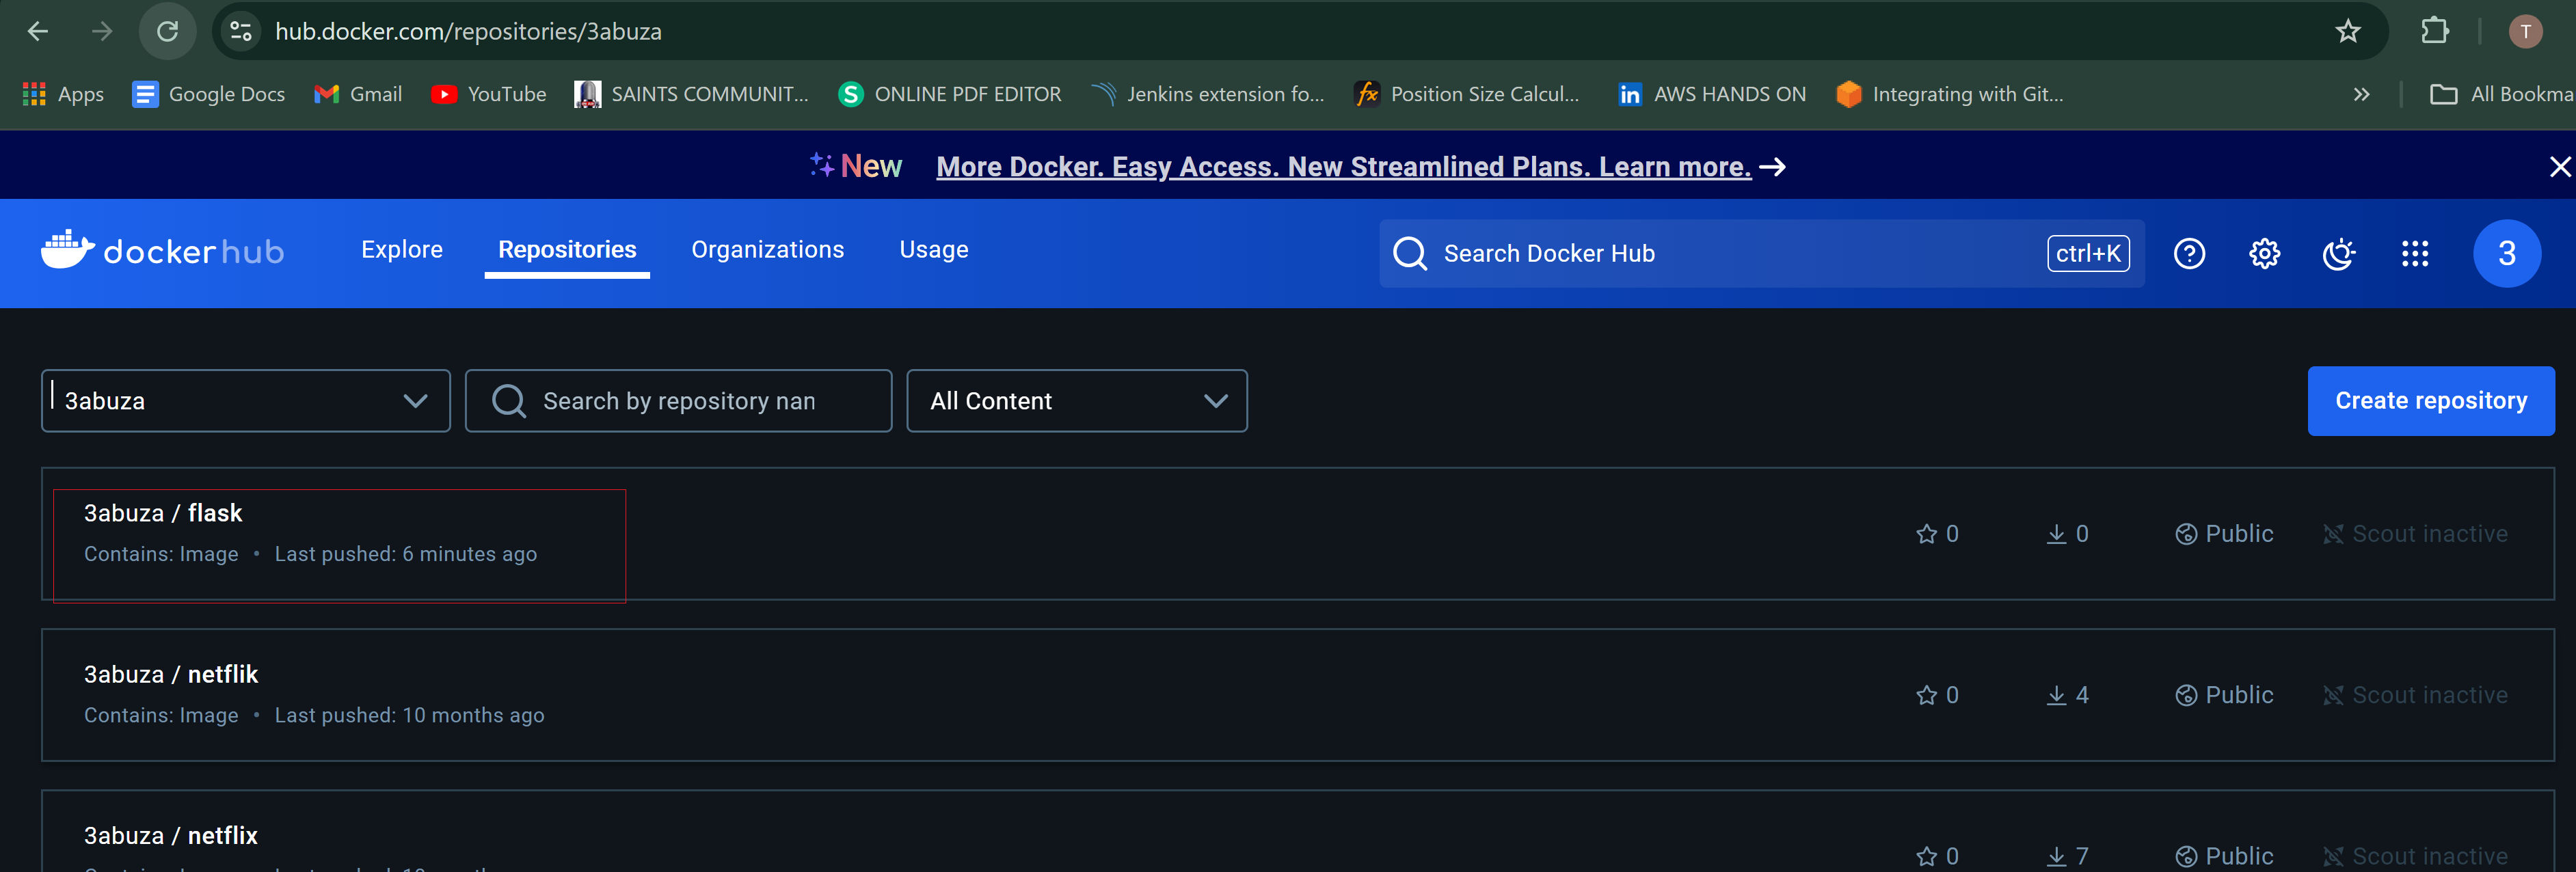 hub.docker.com/repositories/3abuza
T
Apps Google Docs Gmail YouTube SAINTS COMMUNIT... ONLINE PDF EDITOR Jenkins extension fo... Position Size Calcul... AWS HANDS ON Integrating with Git... All Bookma
New More Docker. Easy Access. New Streamlined Plans. Learn more.
dockerhub Explore Repositories Organizations Usage Search Docker Hub ctrl+K 3
3abuza Search by repository nan All Content Create repository
3abuza / flask
0 0 Public Scout inactive
Contains: Image • Last pushed: 6 minutes ago
3abuza / netflik
0 4 Public Scout inactive
Contains: Image • Last pushed: 10 months ago
3abuza / netflix
0 7 Public Scout inactive